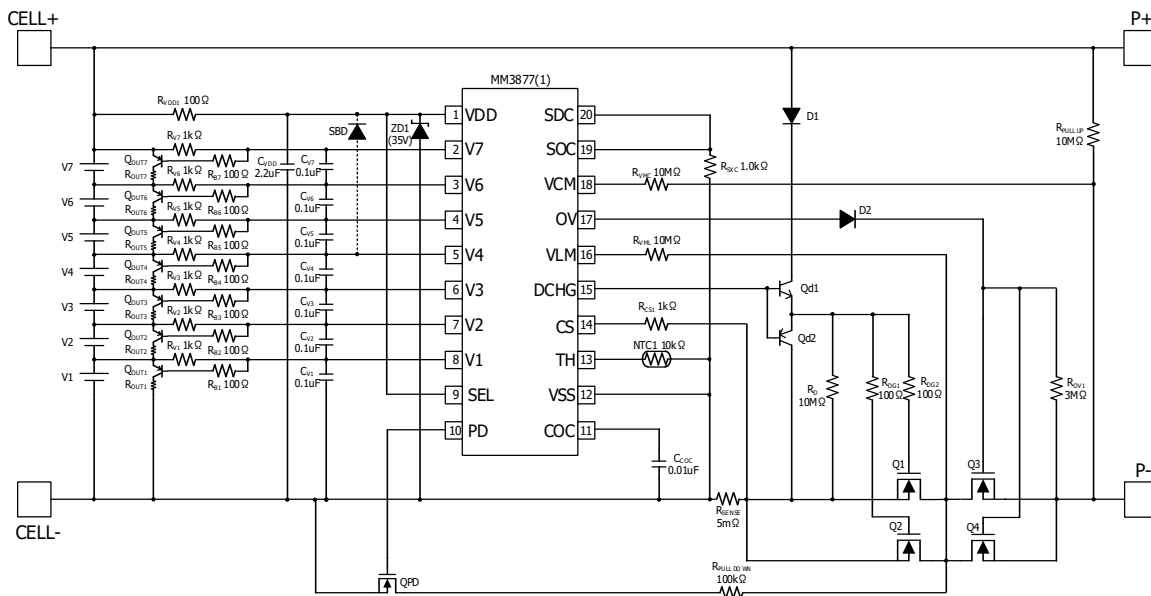 CELL+
P+
MM3877(1)
RVDD1 100Ω
RV7 1kΩ
QOUT7
ROUT7
RB7 100Ω
RV6 1kΩ
QOUT6
ROUT6
RB6 100Ω
RV5 1kΩ
QOUT5
ROUT5
RB5 100Ω
RV4 1kΩ
QOUT4
ROUT4
RB4 100Ω
RV3 1kΩ
QOUT3
ROUT3
RB3 100Ω
RV2 1kΩ
QOUT2
ROUT2
RB2 100Ω
RV1 1kΩ
QOUT1
ROUT1
RB1 100Ω
V7
V6
V5
V4
V3
V2
V1
CVDD
2.2uF
SBD
ZD1
(35V)
CV7
0.1uF
CV6
0.1uF
CV5
0.1uF
CV4
0.1uF
CV3
0.1uF
CV2
0.1uF
CV1
0.1uF
1 VDD
2 V7
3 V6
4 V5
5 V4
6 V3
7 V2
8 V1
9 SEL
10 PD
SDC 20
SOC 19
VCM 18
OV 17
VLM 16
DCHG 15
CS 14
TH 13
VSS 12
COC 11
RSXC 1.0kΩ
RVMC 10MΩ
RVML 10MΩ
RCS1 1kΩ
NTC1 10kΩ
CCOC
0.01uF
D1
D2
Qd1
Qd2
RPULLUP
10MΩ
RD
10MΩ
RDG1
100Ω
RDG2
100Ω
ROV1
3MΩ
Q1
Q3
Q2
Q4
RSENSE
5mΩ
CELL-
P-
QPD
RPULLDOWN
100kΩ